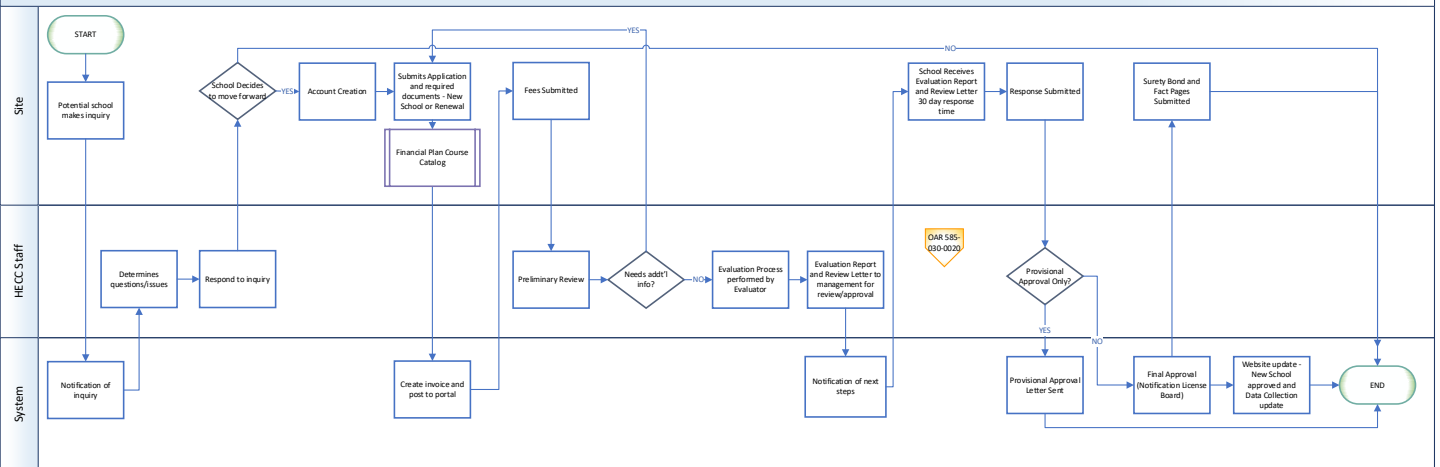 Site
START
Potential school
makes inquiry
School Decides
to move forward
YES
Account Creation
Submits Application
and required
documents - New
School or Renewal
Financial Plan Course
Catalog
YES
Fees Submitted
NO
School Receives
Evaluation Report
and Review Letter
30 day response
time
Response Submitted
Surety Bond and
Fact Pages
Submitted
HECC Staff
Determines
questions/issues
Respond to inquiry
Preliminary Review
Needs addt'l
info?
NO
Evaluation Process
performed by
Evaluator
Evaluation Report
and Review Letter to
management for
review/approval
OAR 585-
030-0020
Provisional
Approval Only?
YES
NO
System
Notification of
inquiry
Create invoice and
post to portal
Notification of next
steps
Provisional Approval
Letter Sent
Final Approval
(Notification License
Board)
Website update -
New School
approved and
Data Collection
update
END